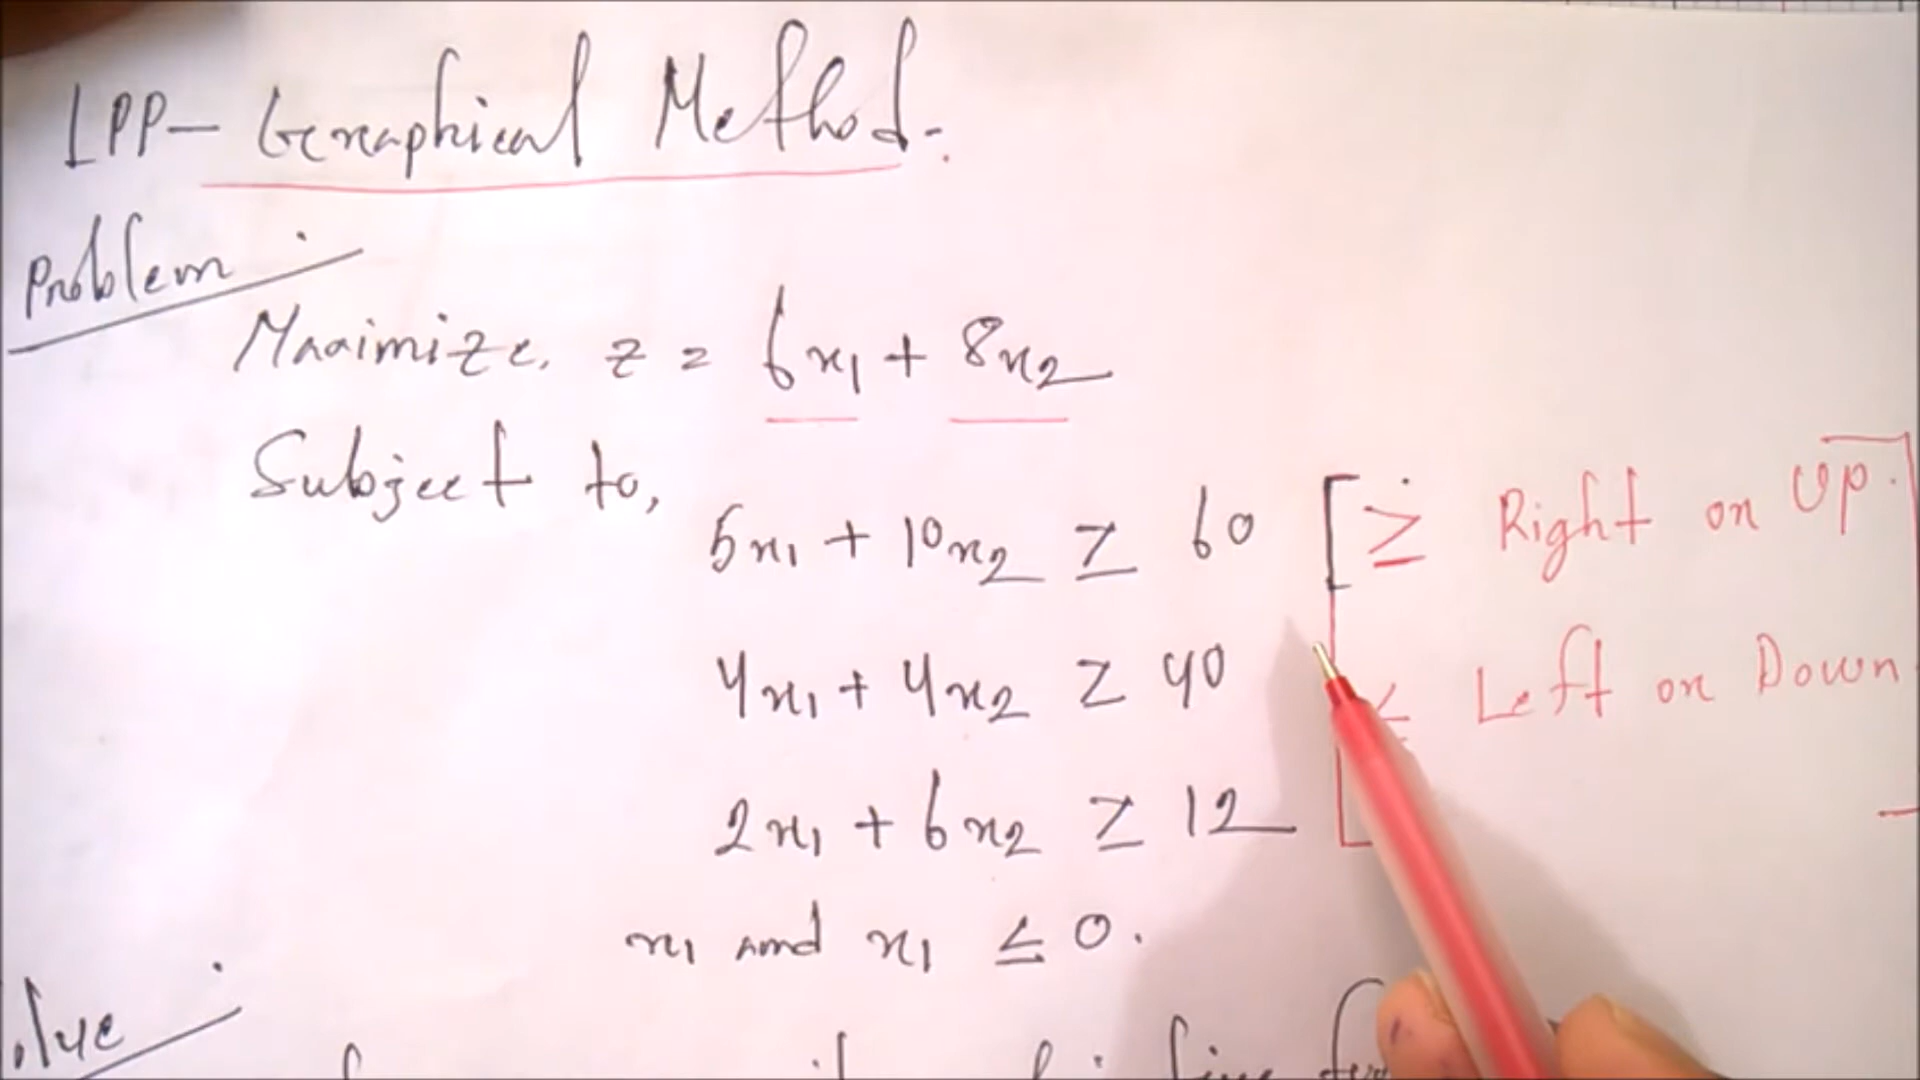 LPP - Graphical Method.
Problem
Maximize, z = 6x1 + 8x2
Subject to,
5x1 + 10x2 ≥ 60 [ ≥ Right or Up.
4x1 + 4x2 ≥ 40 ≤ Left or Down
2x1 + 6x2 ≥ 12
x1 and x1 ≤ 0.